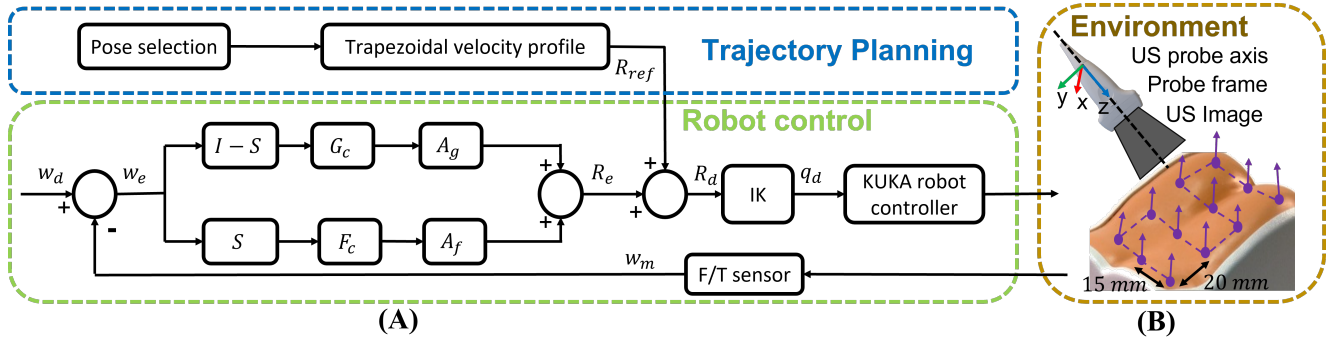 Pose selection
Trapezoidal velocity profile
R_ref
Trajectory Planning
Robot control
w_d
+
-
w_e
I − S
G_c
A_g
S
F_c
A_f
+
+
R_e
+
+
R_d
IK
q_d
KUKA robot
controller
w_m
F/T sensor
(A)
Environment
US probe axis
Probe frame
US Image
y
x
z
15 mm
20 mm
(B)